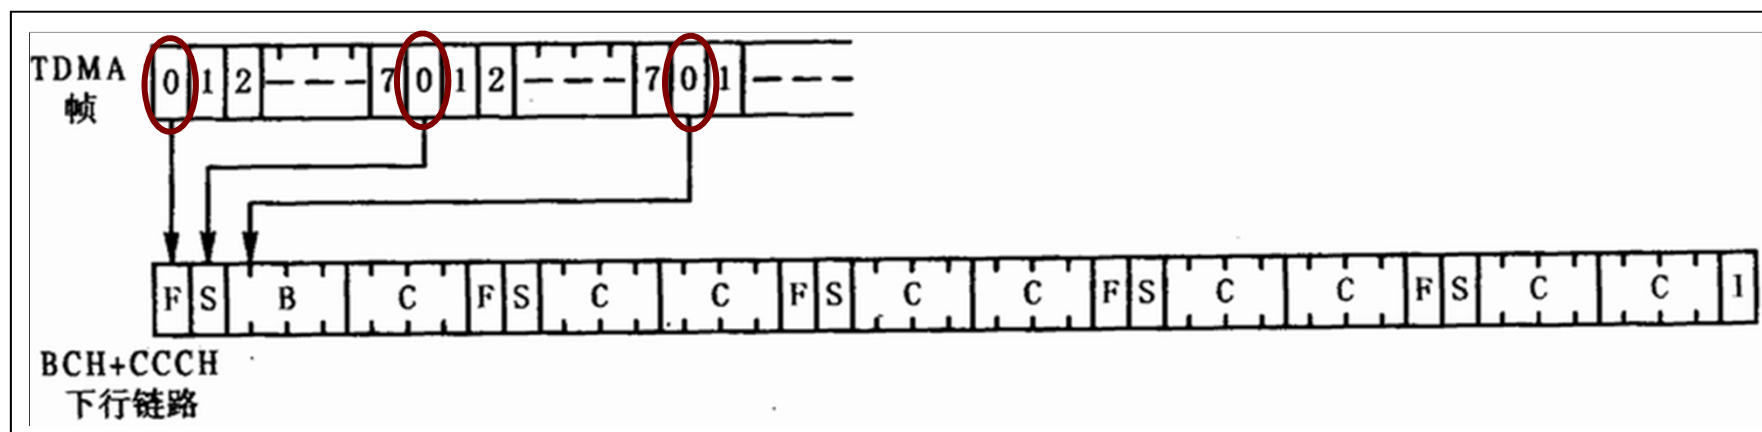 TDMA 0 1 2 7 0 1 2 7 0 1
帧
F S B C F S C C F S C C F S C C F S C C I
BCH+CCCH
下行链路